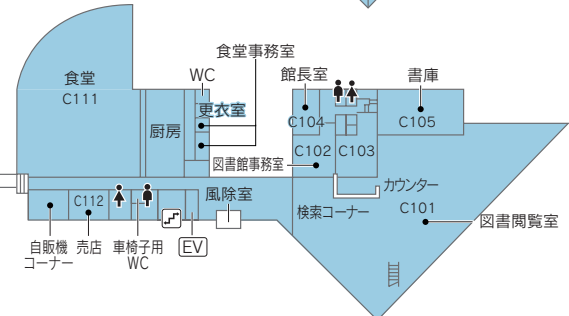 食堂事務室
食堂
C111
WC
更衣室
厨房
館長室
書庫
C104
C105
C102
C103
図書館事務室
カウンター
C101
検索コーナー
図書閲覧室
風除室
C112
自販機
コーナー
売店
車椅子用
WC
EV